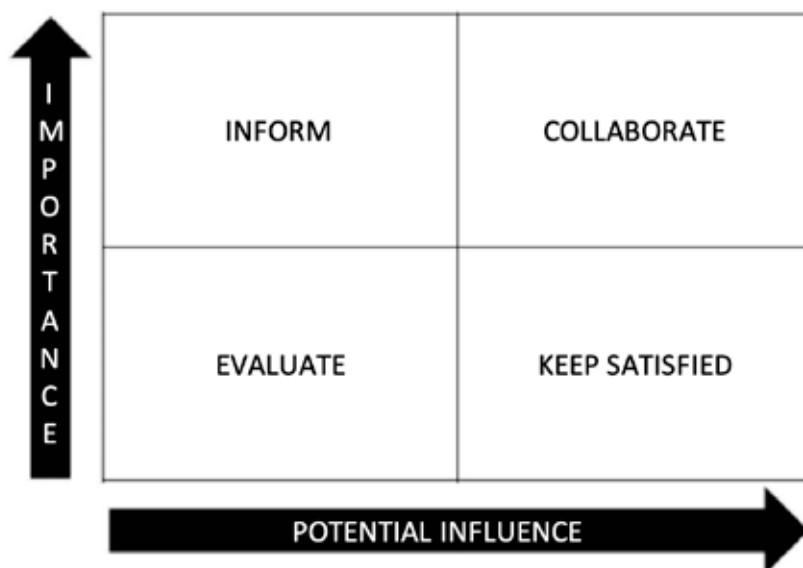 IMPORTANCE
INFORM
COLLABORATE
EVALUATE
KEEP SATISFIED
POTENTIAL INFLUENCE